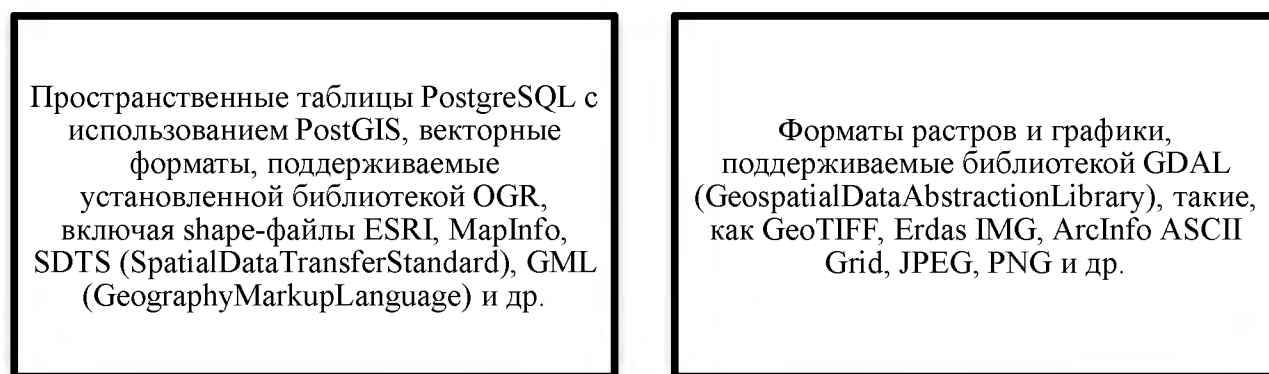 Пространственные таблицы PostgreSQL с
использованием PostGIS, векторные
форматы, поддерживаемые
установленной библиотекой OGR,
включая shape-файлы ESRI, MapInfo,
SDTS (SpatialDataTransferStandard), GML
(GeographyMarkupLanguage) и др.
Форматы растров и графики,
поддерживаемые библиотекой GDAL
(GeospatialDataAbstractionLibrary), такие,
как GeoTIFF, Erdas IMG, ArcInfo ASCII
Grid, JPEG, PNG и др.